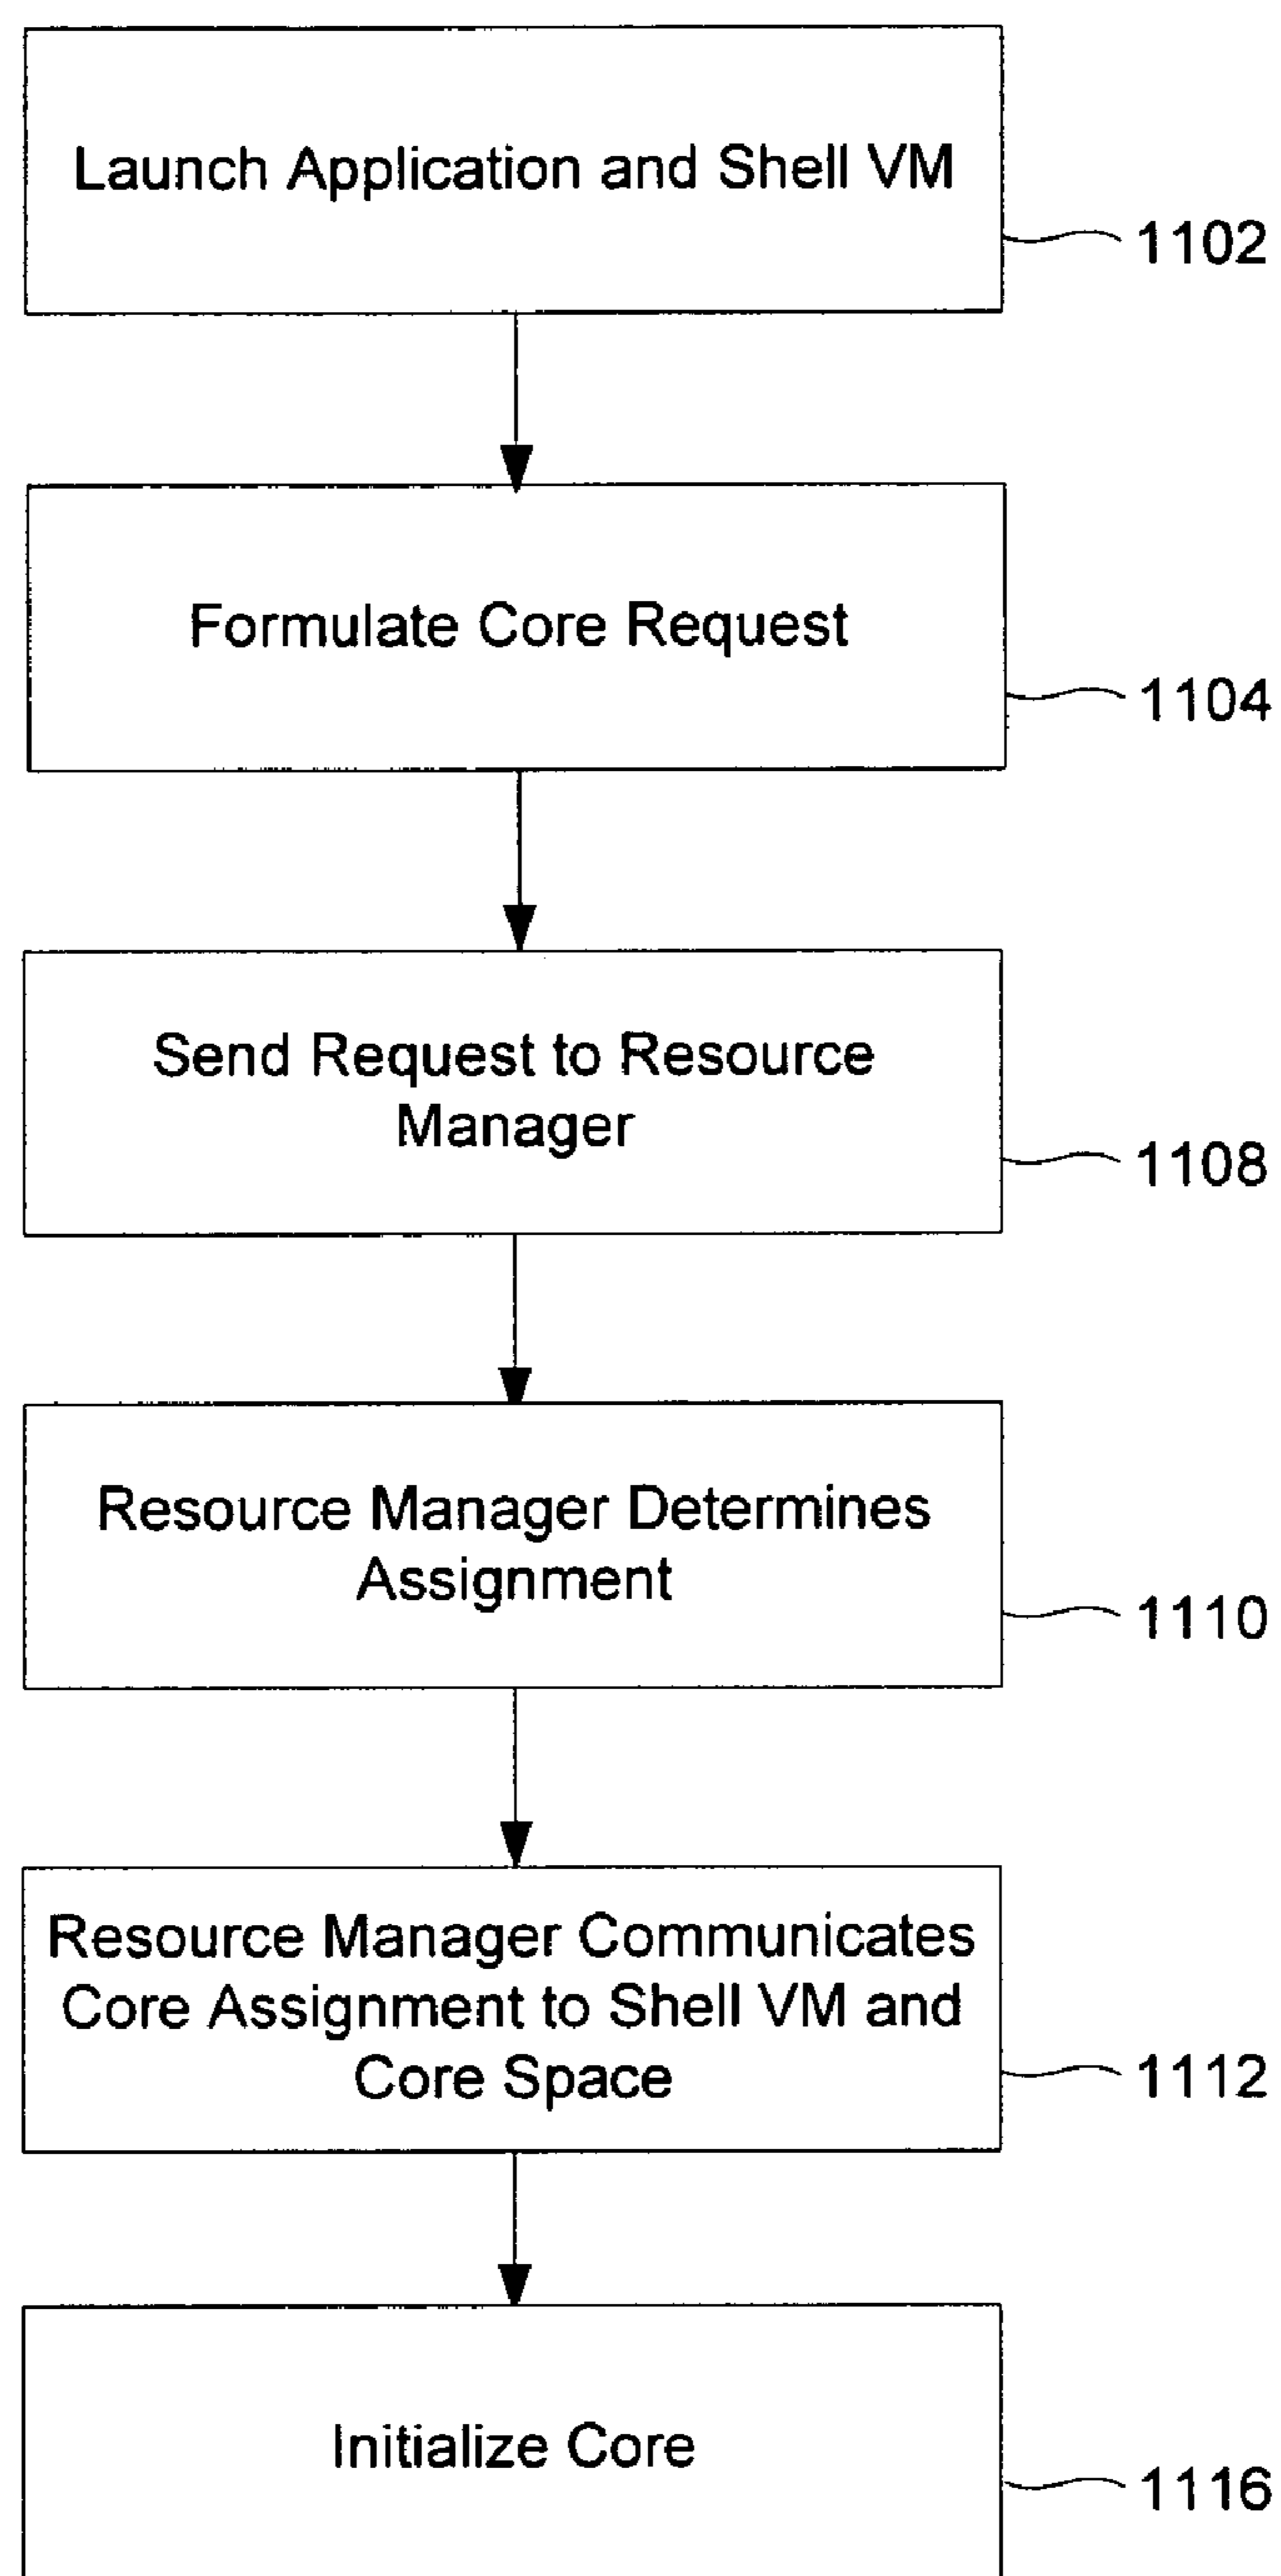 Launch Application and Shell VM
1102
Formulate Core Request
1104
Send Request to Resource
Manager
1108
Resource Manager Determines
Assignment
1110
Resource Manager Communicates
Core Assignment to Shell VM and
Core Space
1112
Initialize Core
1116